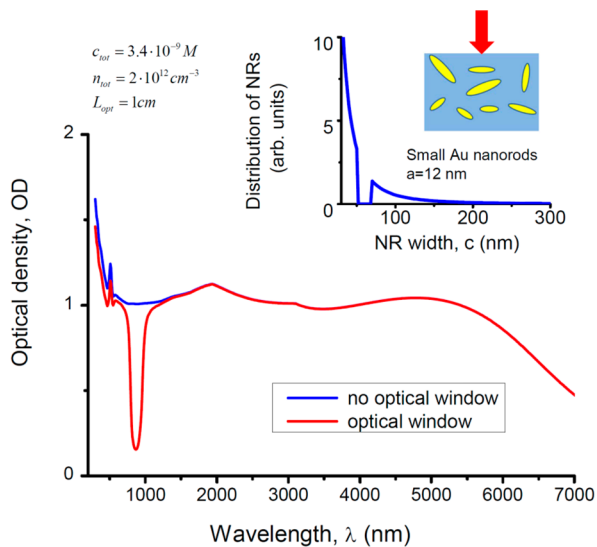 c_tot = 3.4·10⁻⁹ M
n_tot = 2·10¹² cm⁻³
L_opt = 1cm
Distribution of NRs
(arb. units)
10
5
0
100
200
300
NR width, c (nm)
Small Au nanorods
a=12 nm
Optical density, OD
2
1
0
1000
2000
3000
4000
5000
6000
7000
Wavelength, λ (nm)
no optical window
optical window